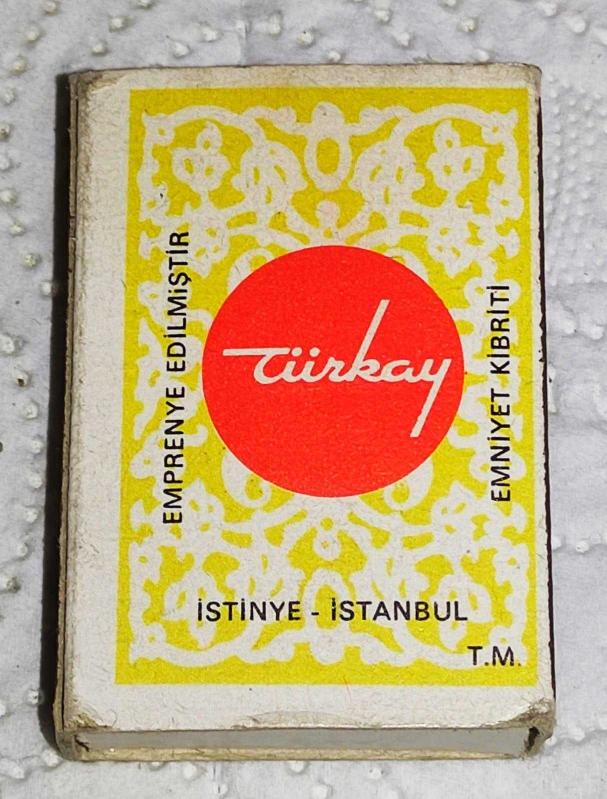 EMPRENYE EDİLMİŞTİR
Türkay
EMNİYET KİBRİTİ
İSTİNYE - İSTANBUL
T.M.